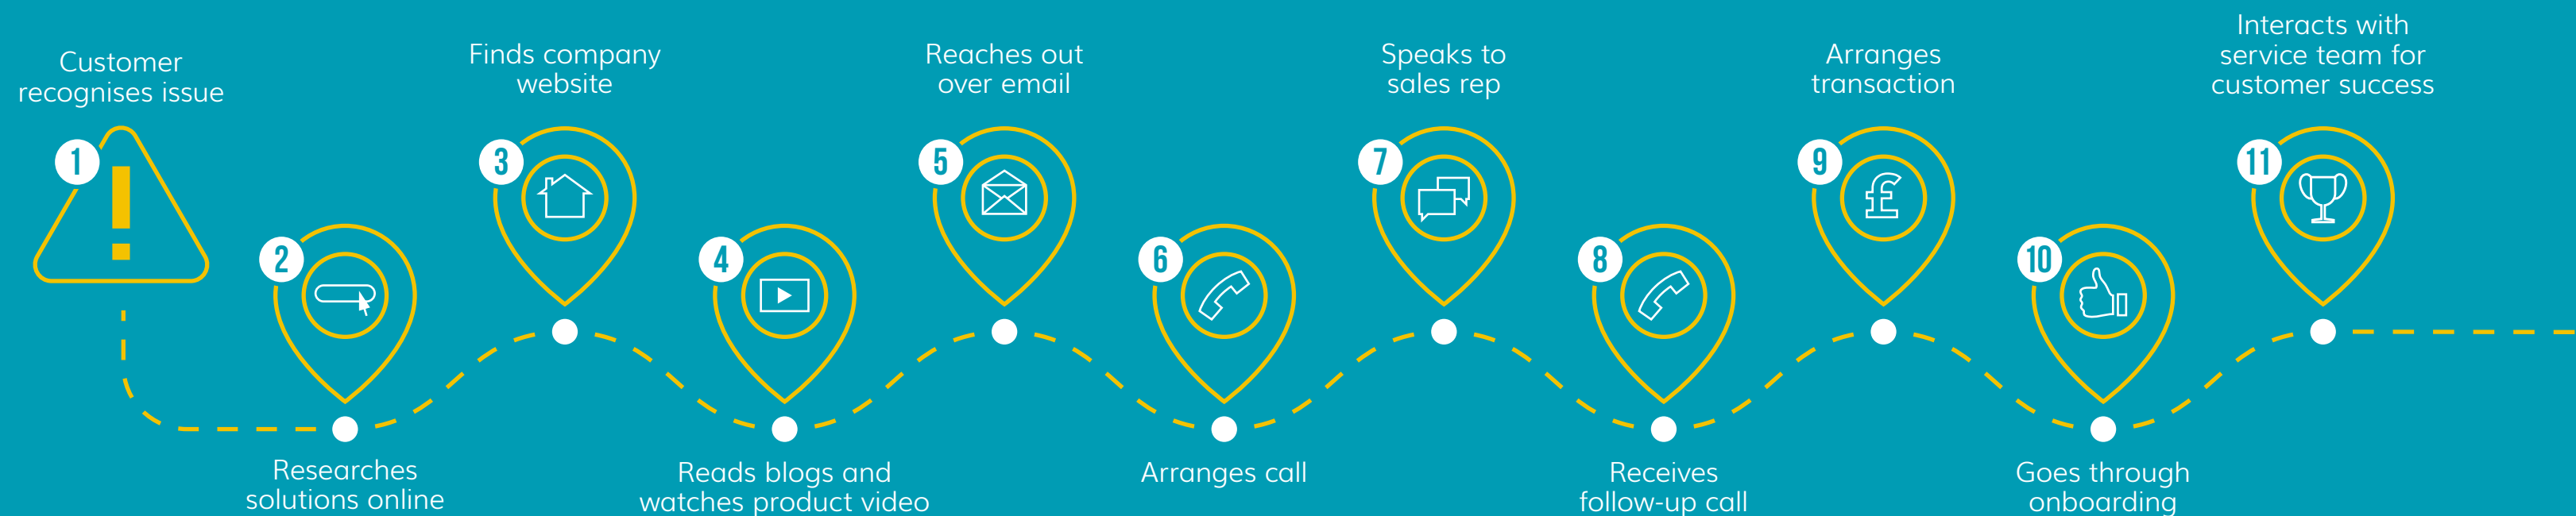 1
Customer
recognises issue
2
Researches
solutions online
3
Finds company
website
4
Reads blogs and
watches product video
5
Reaches out
over email
6
Arranges call
7
Speaks to
sales rep
8
Receives
follow-up call
9
Arranges
transaction
£
10
Goes through
onboarding
11
Interacts with
service team for
customer success